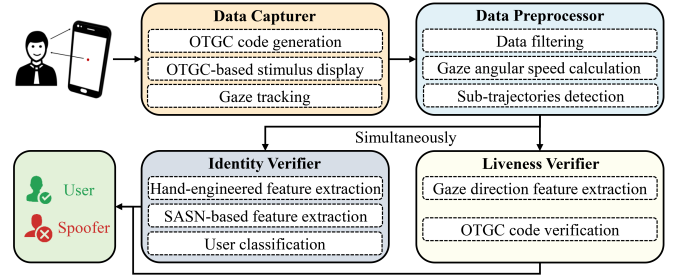 Data Capturer
OTGC code generation
OTGC-based stimulus display
Gaze tracking
Data Preprocessor
Data filtering
Gaze angular speed calculation
Sub-trajectories detection
Simultaneously
Identity Verifier
Hand-engineered feature extraction
SASN-based feature extraction
User classification
Liveness Verifier
Gaze direction feature extraction
OTGC code verification
User
Spoofer